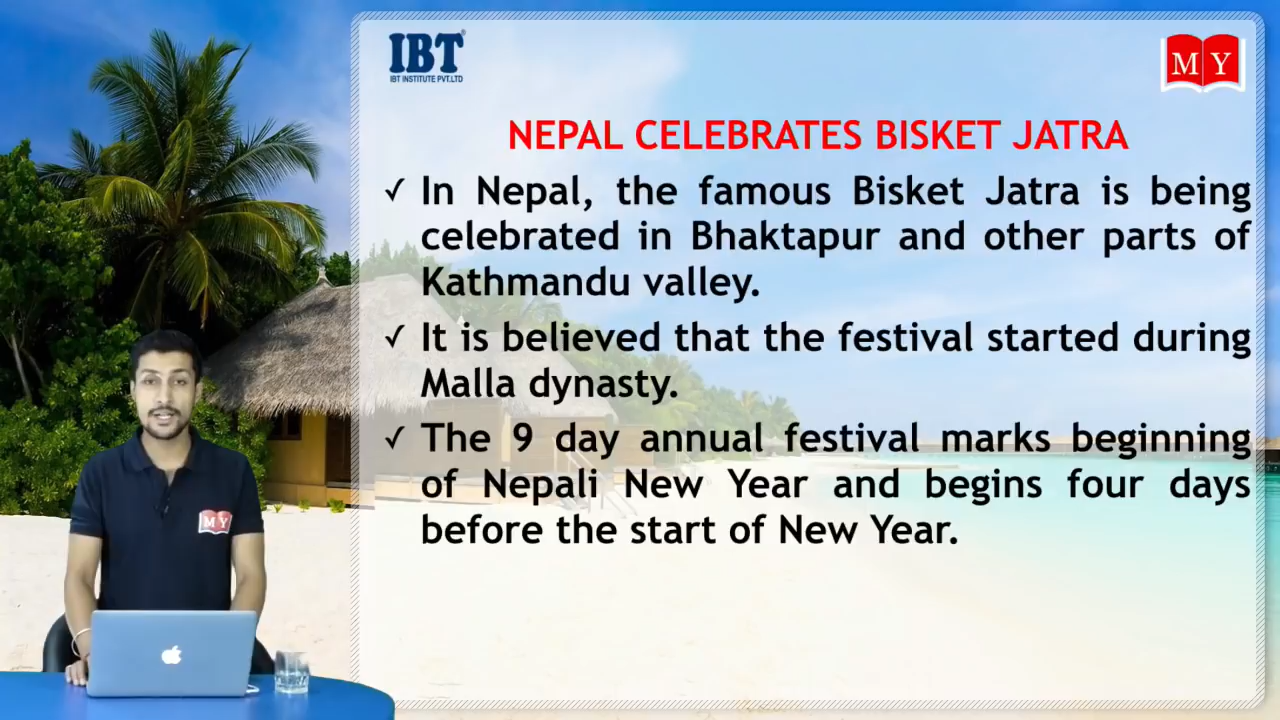 IBT
IBT INSTITUTE PVT.LTD
M Y
NEPAL CELEBRATES BISKET JATRA
✓ In Nepal, the famous Bisket Jatra is being
celebrated in Bhaktapur and other parts of
Kathmandu valley.
✓ It is believed that the festival started during
Malla dynasty.
✓ The 9 day annual festival marks beginning
of Nepali New Year and begins four days
before the start of New Year.
M Y